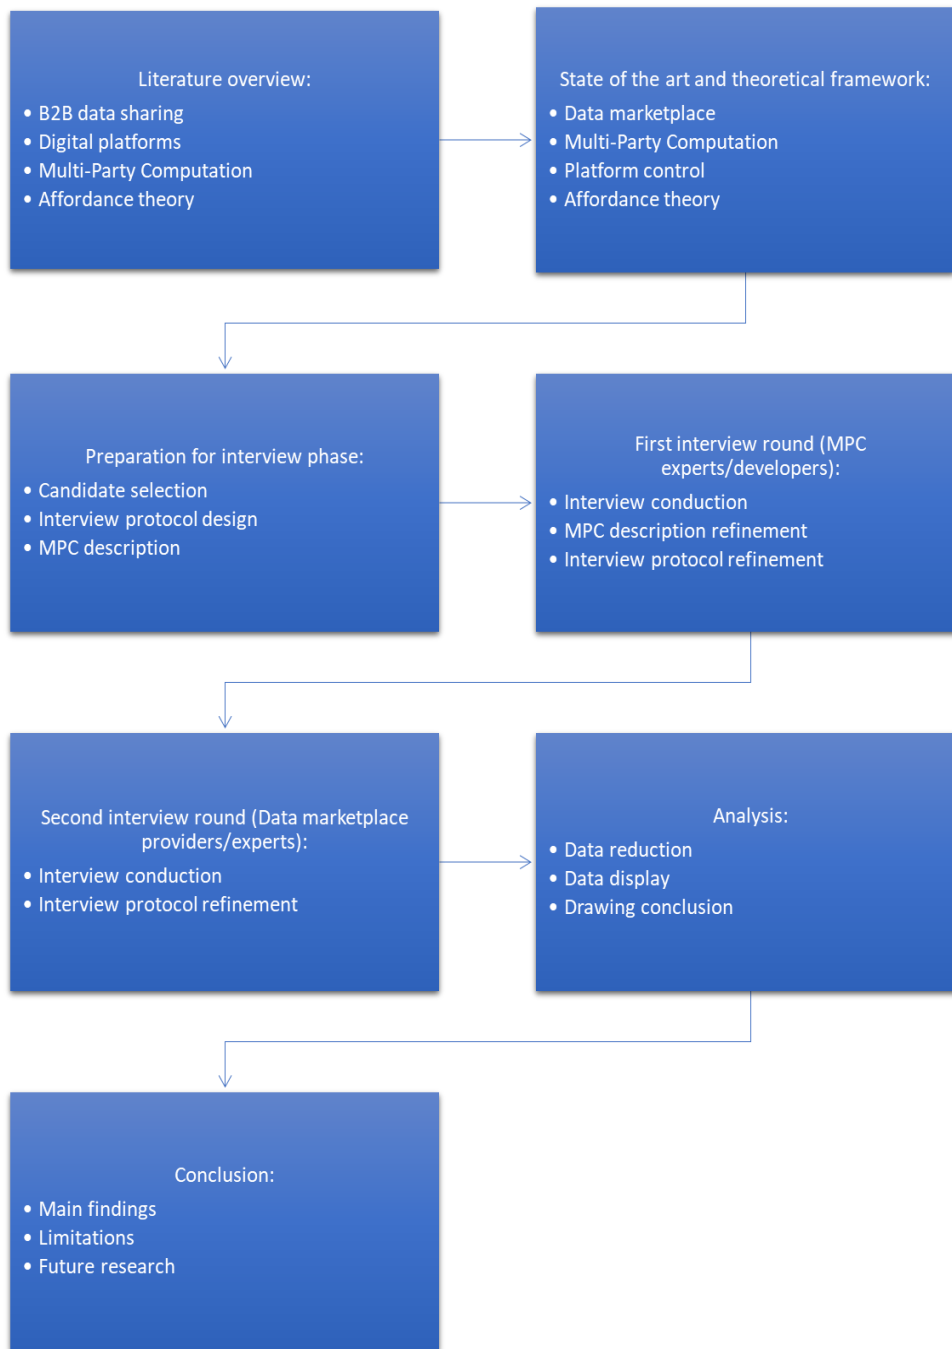 Literature overview:
• B2B data sharing
• Digital platforms
• Multi-Party Computation
• Affordance theory
State of the art and theoretical framework:
• Data marketplace
• Multi-Party Computation
• Platform control
• Affordance theory
Preparation for interview phase:
• Candidate selection
• Interview protocol design
• MPC description
First interview round (MPC
experts/developers):
• Interview conduction
• MPC description refinement
• Interview protocol refinement
Second interview round (Data marketplace
providers/experts):
• Interview conduction
• Interview protocol refinement
Analysis:
• Data reduction
• Data display
• Drawing conclusion
Conclusion:
• Main findings
• Limitations
• Future research